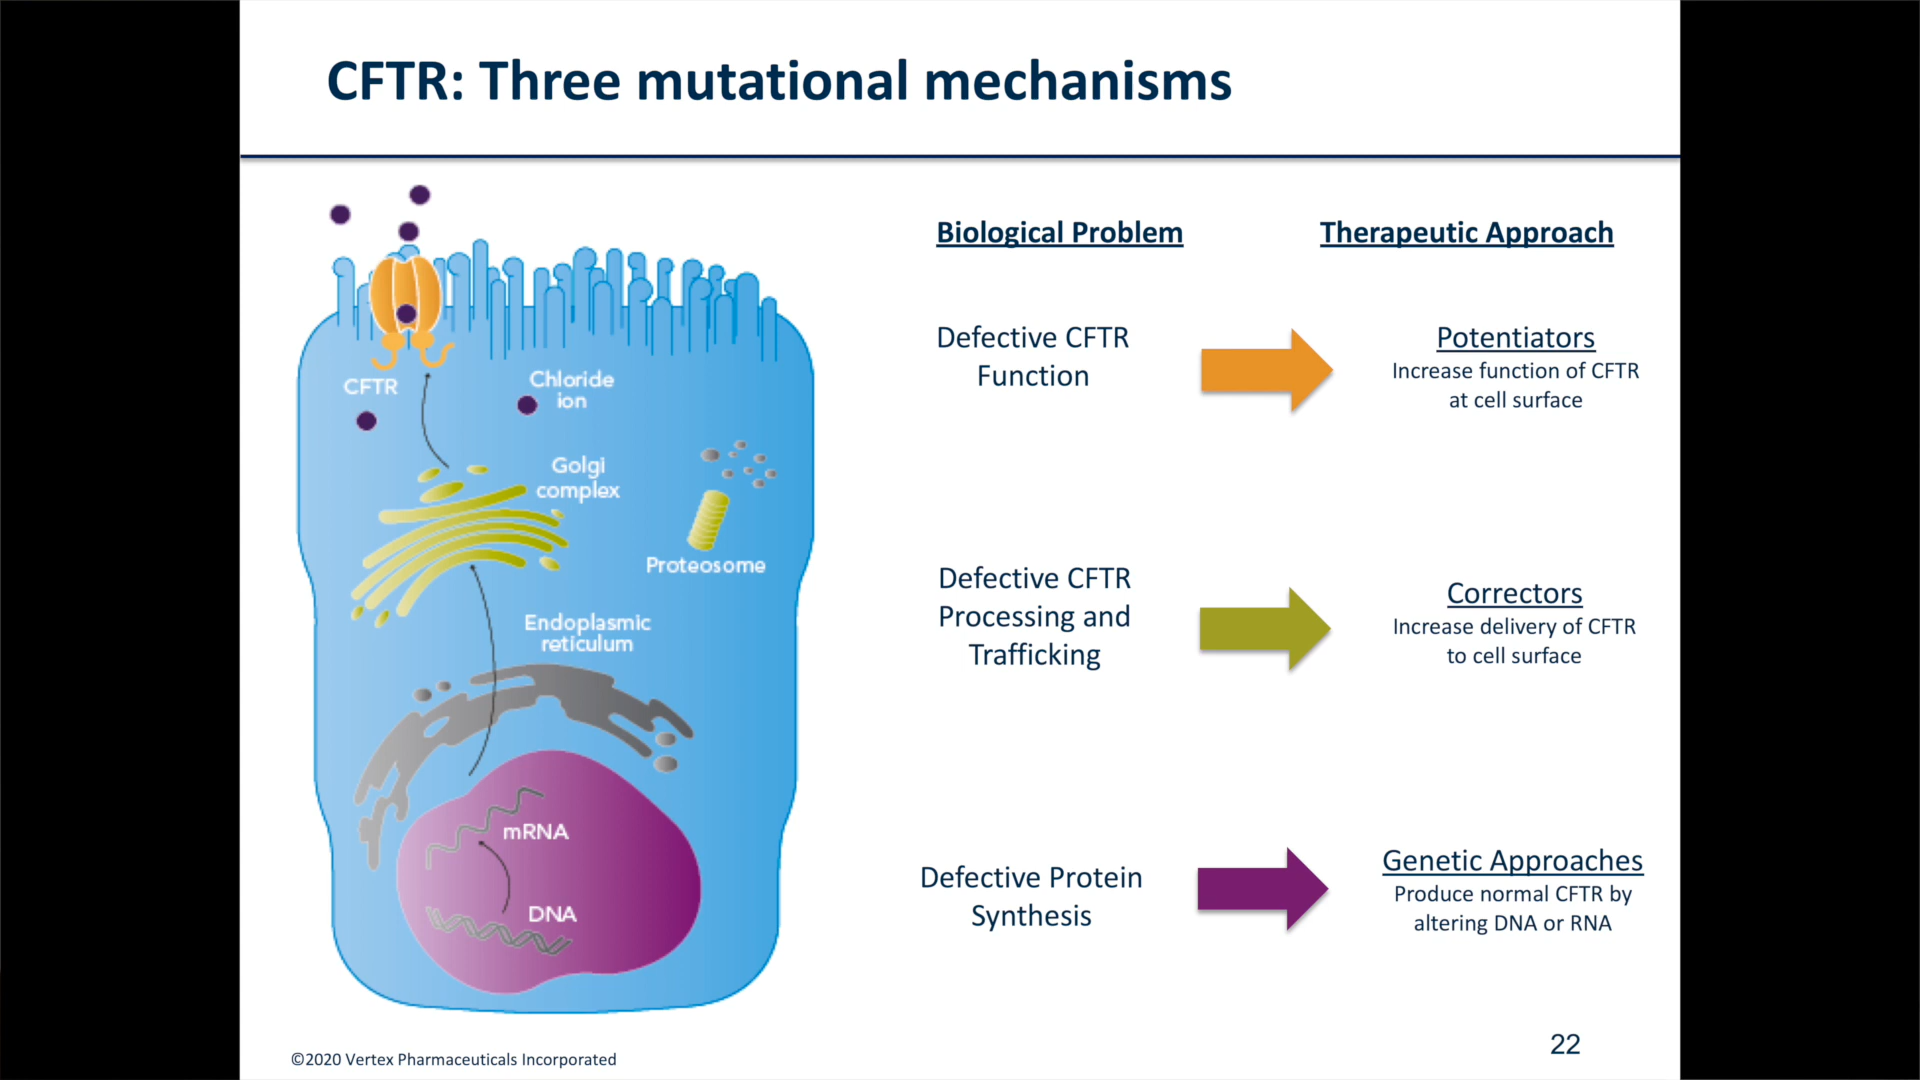 CFTR: Three mutational mechanisms
Biological Problem
Therapeutic Approach
Defective CFTR
Function
Potentiators
Increase function of CFTR
at cell surface
Defective CFTR
Processing and
Trafficking
Correctors
Increase delivery of CFTR
to cell surface
Defective Protein
Synthesis
Genetic Approaches
Produce normal CFTR by
altering DNA or RNA
CFTR
Chloride
ion
Golgi
complex
Proteosome
Endoplasmic
reticulum
mRNA
DNA
©2020 Vertex Pharmaceuticals Incorporated
22